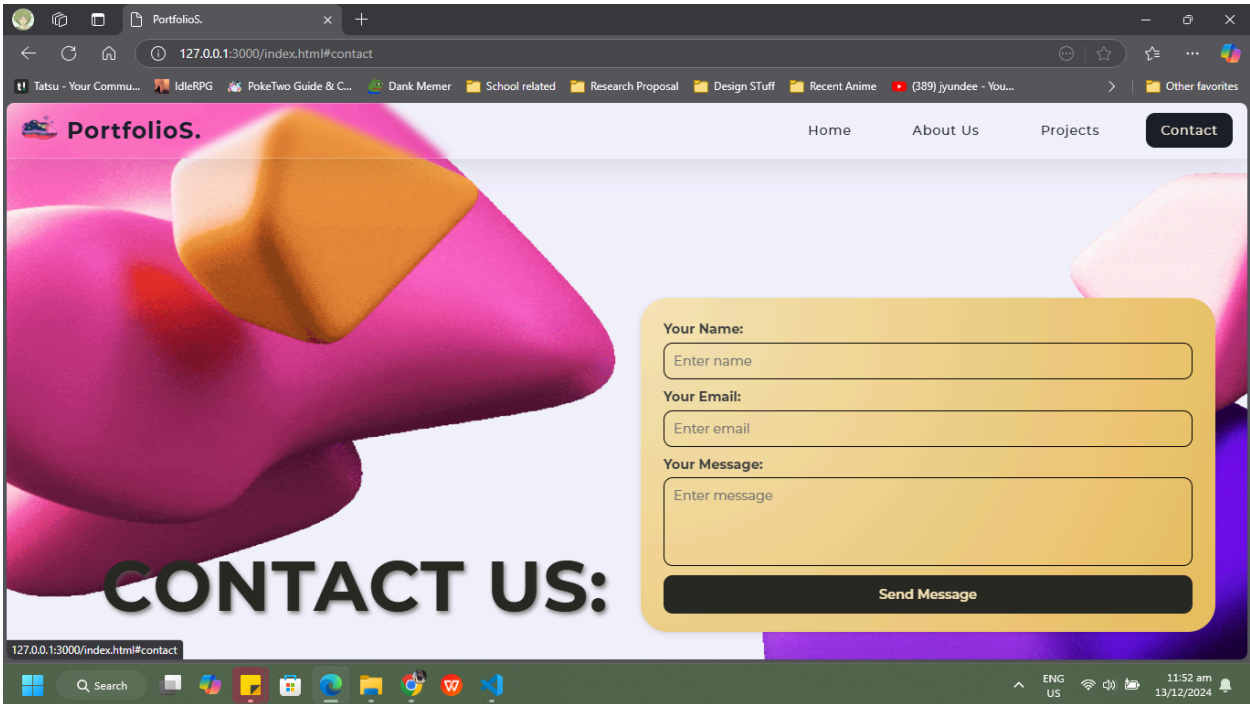 PortfolioS.
127.0.0.1:3000/index.html#contact
Tatsu - Your Commu... IdleRPG PokeTwo Guide & C... Dank Memer School related Research Proposal Design STuff Recent Anime (389) jyundee - You... Other favorites
PortfolioS. Home About Us Projects Contact
Your Name:
Enter name
Your Email:
Enter email
Your Message:
Enter message
CONTACT US:
Send Message
127.0.0.1:3000/index.html#contact
Search
ENG
US
11:52 am
13/12/2024